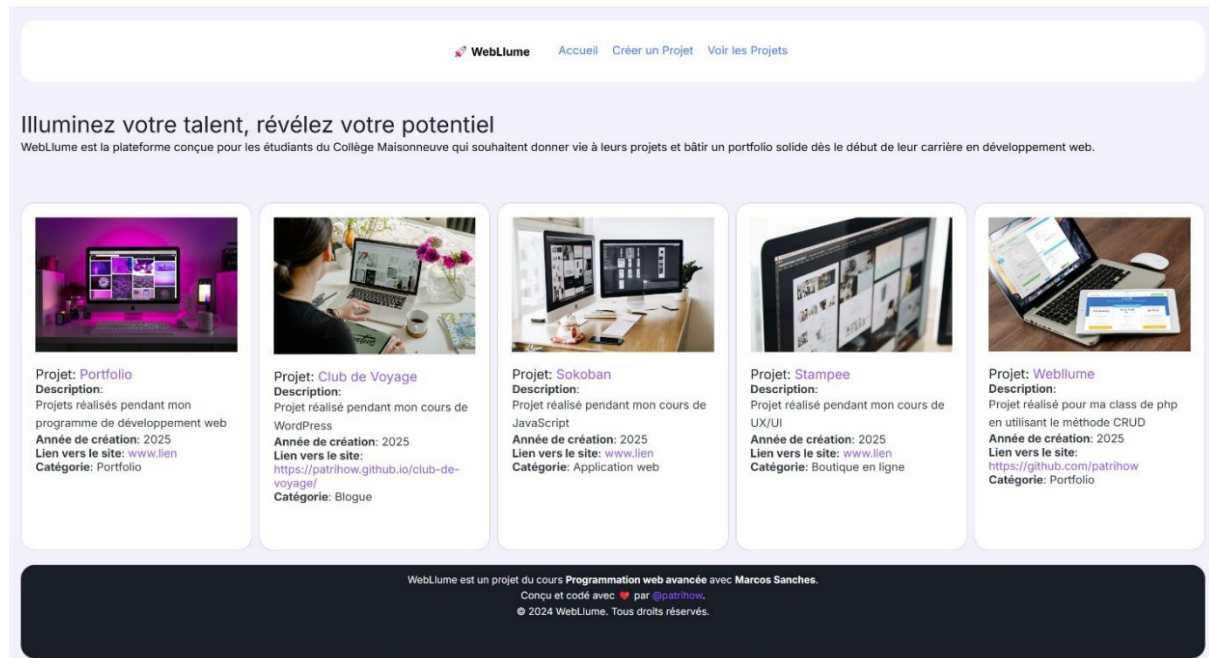 🚀 WebLlume Accueil Créer un Projet Voir les Projets
Illuminez votre talent, révélez votre potentiel
WebLlume est la plateforme conçue pour les étudiants du Collège Maisonneuve qui souhaitent donner vie à leurs projets et bâtir un portfolio solide dès le début de leur carrière en développement web.
Projet: Portfolio
Description:
Projets réalisés pendant mon
programme de développement web
Année de création: 2025
Lien vers le site: www.lien
Catégorie: Portfolio
Projet: Club de Voyage
Description:
Projet réalisé pendant mon cours de
WordPress
Année de création: 2025
Lien vers le site:
https://patrihow.github.io/club-de-
voyage/
Catégorie: Blogue
Projet: Sokoban
Description:
Projet réalisé pendant mon cours de
JavaScript
Année de création: 2025
Lien vers le site: www.lien
Catégorie: Application web
Projet: Stampee
Description:
Projet réalisé pendant mon cours de
UX/UI
Année de création: 2025
Lien vers le site: www.lien
Catégorie: Boutique en ligne
Projet: Webllume
Description:
Projet réalisé pour ma class de php
en utilisant le méthode CRUD
Année de création: 2025
Lien vers le site:
https://github.com/patrihow
Catégorie: Portfolio
WebLlume est un projet du cours Programmation web avancée avec Marcos Sanches.
Conçu et codé avec ❤️ par @patrihow.
© 2024 WebLlume. Tous droits réservés.